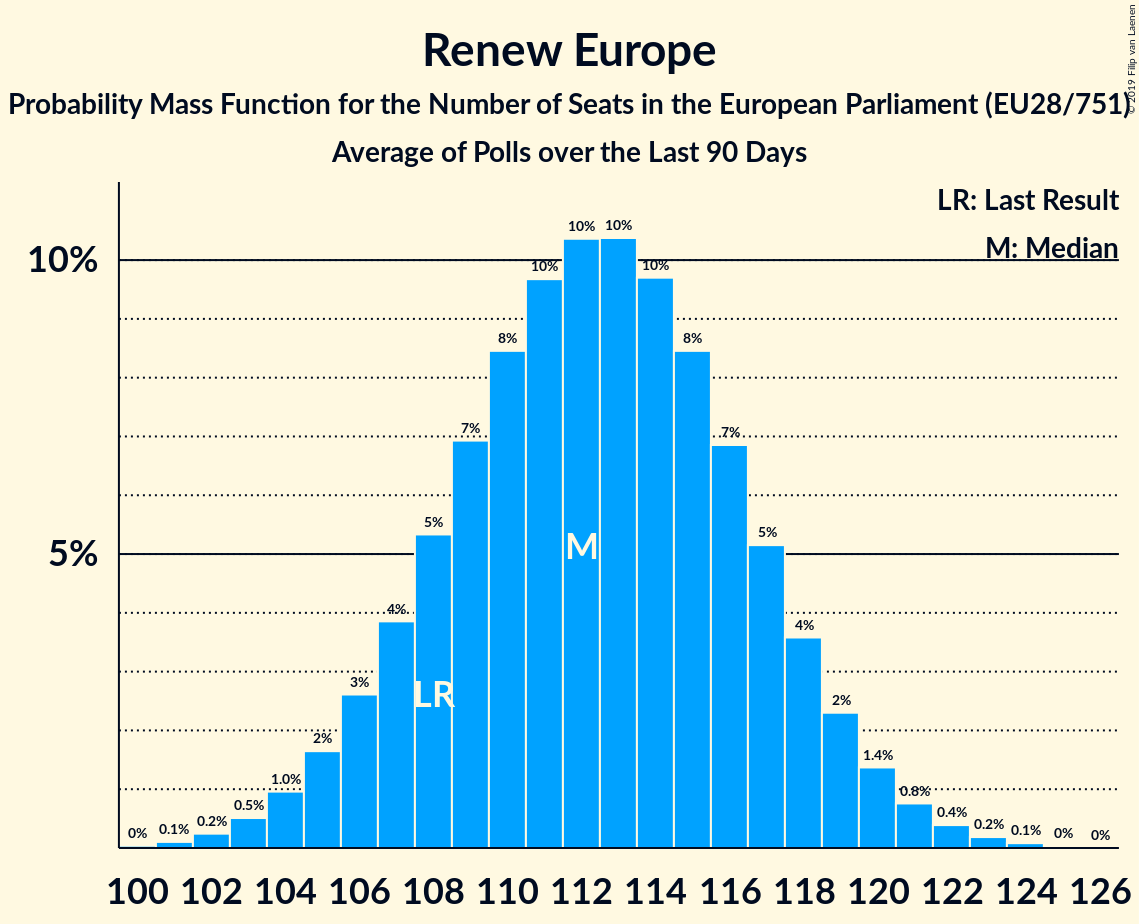 Renew Europe
Probability Mass Function for the Number of Seats in the European Parliament (EU28/751)
Average of Polls over the Last 90 Days
© 2019 Filip van Laenen
LR: Last Result
M: Median
10%
5%
0% 0.1% 0.2% 0.5% 1.0% 2% 3% 4% 5% 7% 8% 10% 10% 10% 10% 8% 7% 5% 4% 2% 1.4% 0.8% 0.4% 0.2% 0.1% 0% 0%
M
LR
100 102 104 106 108 110 112 114 116 118 120 122 124 126